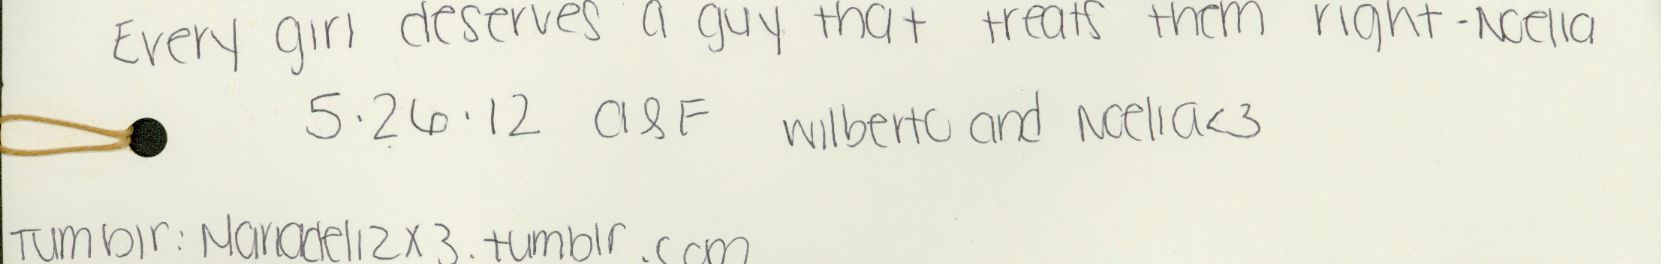 Every girl deserves a guy that treats them right -Noelia
5.26.12 a&F wilberto and Noelia<3
Tumblr: Mariadeli2x3.tumblr.com